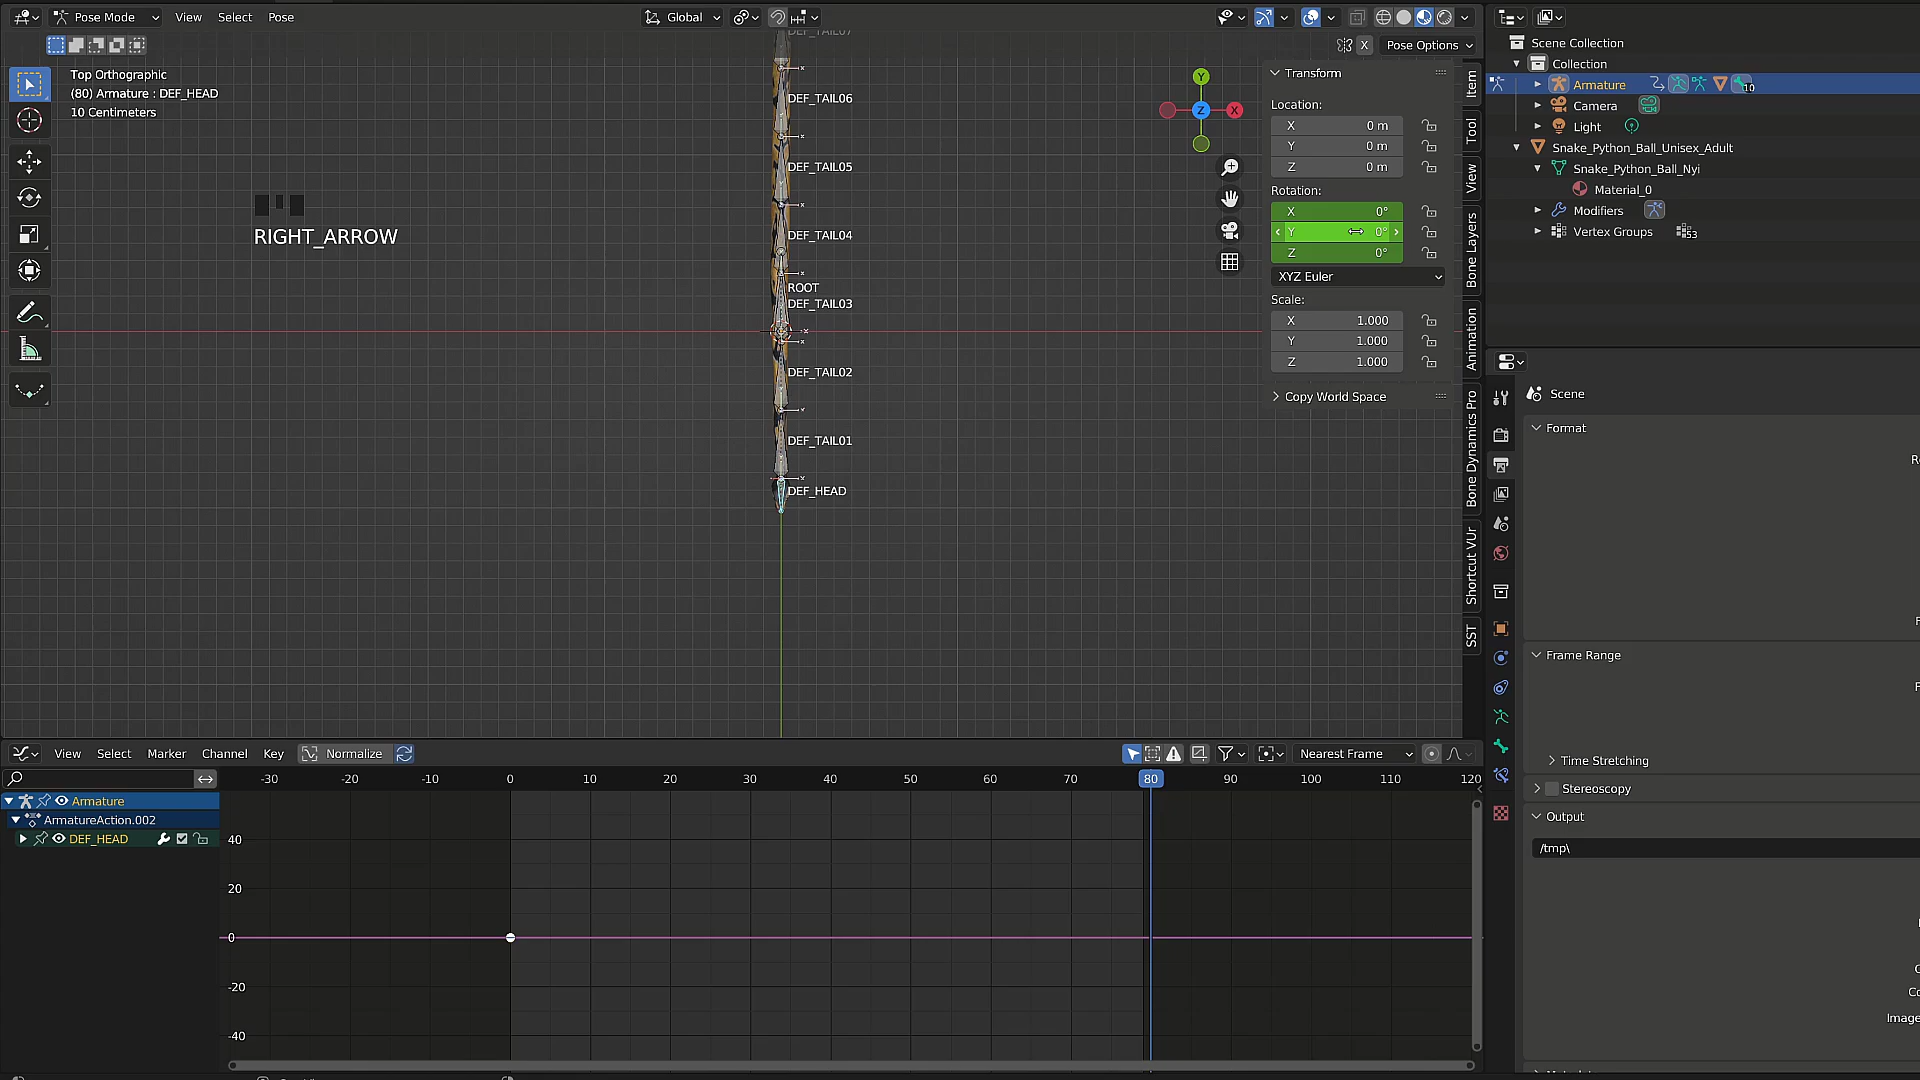 Pose Mode
View
Select
Pose
Global
X
Pose Options
Top Orthographic
(80) Armature : DEF_HEAD
10 Centimeters
RIGHT_ARROW
DEF_TAIL07
DEF_TAIL06
DEF_TAIL05
DEF_TAIL04
ROOT
DEF_TAIL03
DEF_TAIL02
DEF_TAIL01
DEF_HEAD
Y
Z
X
Transform
Location:
X 0 m
Y 0 m
Z 0 m
Rotation:
X 0°
Y 0°
Z 0°
XYZ Euler
Scale:
X 1.000
Y 1.000
Z 1.000
Copy World Space
Item
Tool
View
Bone Layers
Animation
Bone Dynamics Pro
Shortcut VUr
SST
Scene Collection
Collection
Armature
10
Camera
Light
Snake_Python_Ball_Unisex_Adult
Snake_Python_Ball_Nyi
Material_0
Modifiers
Vertex Groups
53
Scene
Format
Frame Range
Time Stretching
Stereoscopy
Output
/tmp\
Image
View
Select
Marker
Channel
Key
Normalize
Nearest Frame
-30 -20 -10 0 10 20 30 40 50 60 70 80 90 100 110 120
Armature
ArmatureAction.002
DEF_HEAD
40
20
0
-20
-40